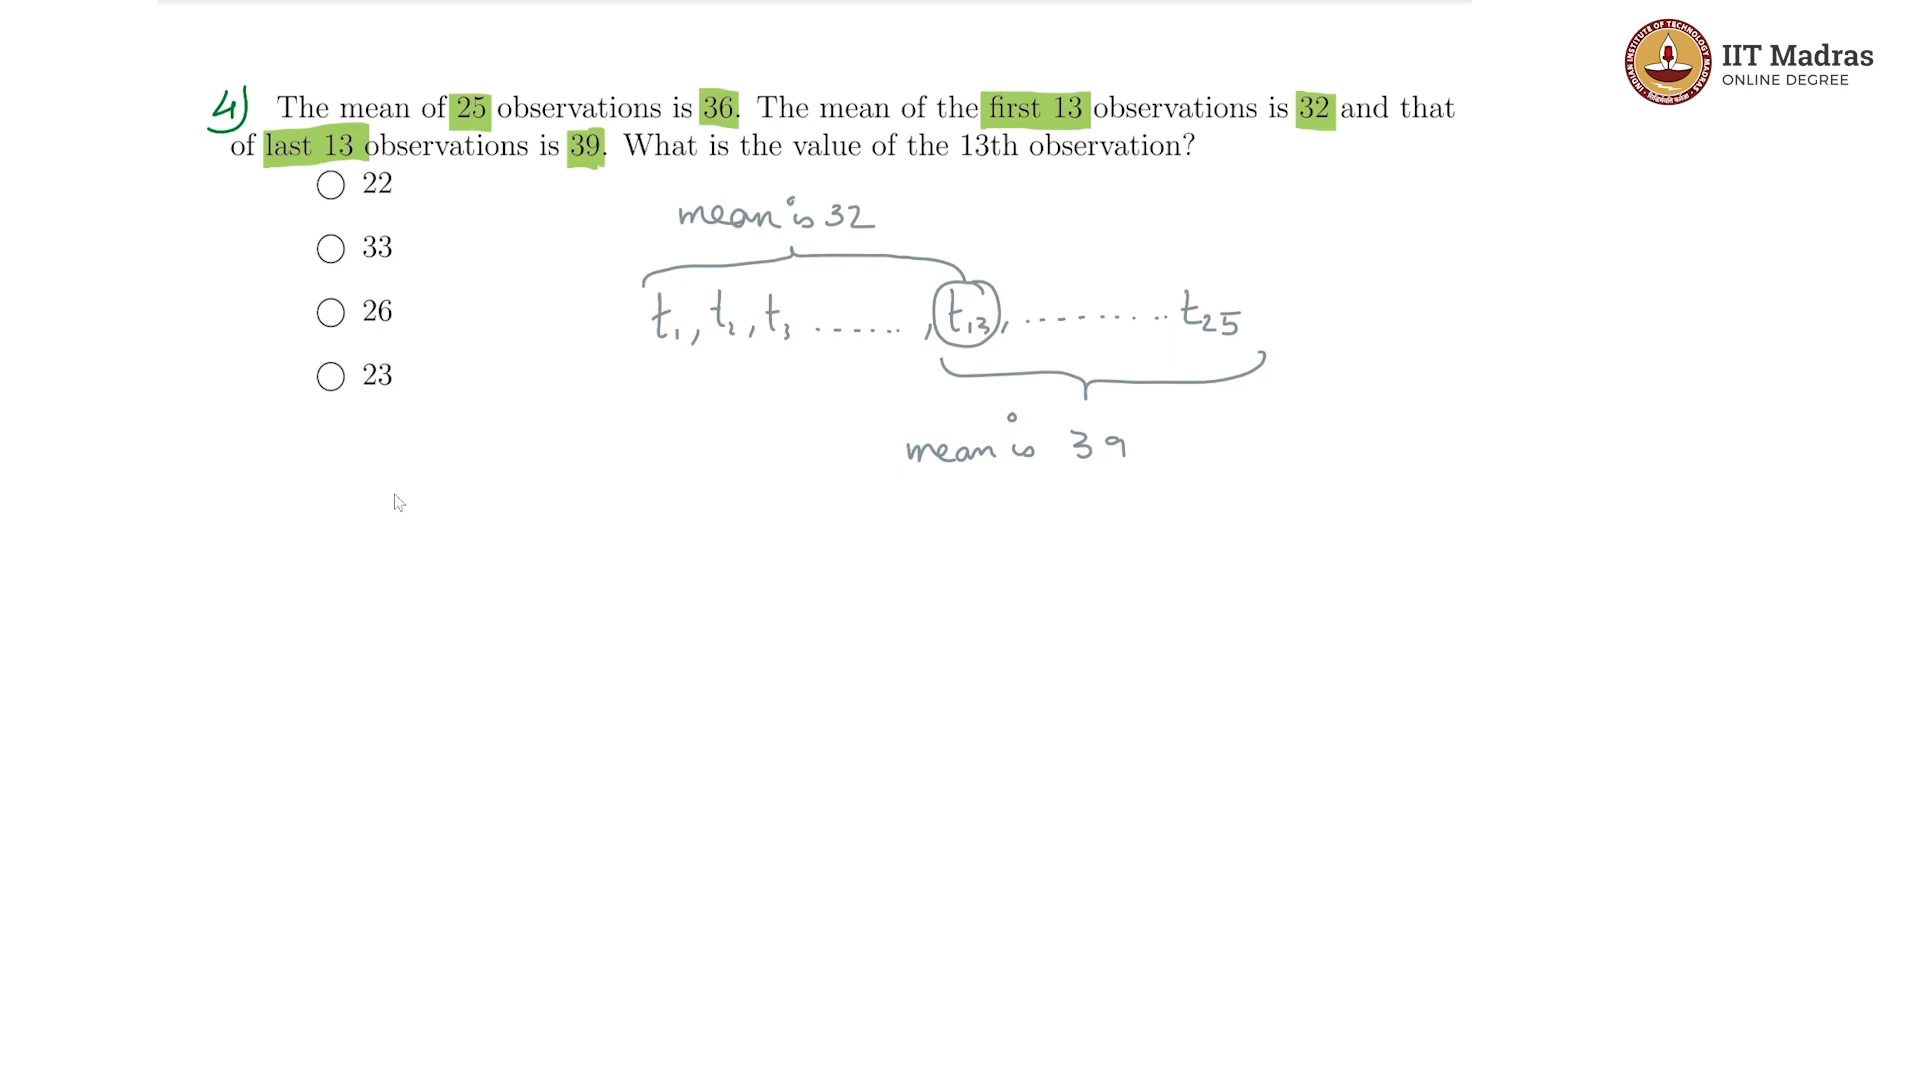 IIT Madras
ONLINE DEGREE
4) The mean of 25 observations is 36. The mean of the first 13 observations is 32 and that
of last 13 observations is 39. What is the value of the 13th observation?
22
33
26
23
mean is 32
t₁, t₂, t₃ ......, t₁₃, .......... t₂₅
mean is 39